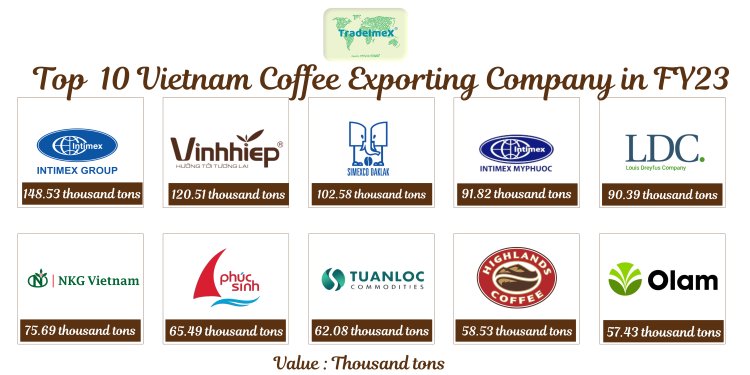 TradeImeX®
Top 10 Vietnam Coffee Exporting Company in FY23
Intimex
INTIMEX GROUP
148.53 thousand tons
Vinhhiep®
HƯỚNG TỚI TƯƠNG LAI
120.51 thousand tons
SIMEXCO DAKLAK
102.58 thousand tons
Intimex
INTIMEX MYPHUOC
91.82 thousand tons
LDC.
Louis Dreyfus Company
90.39 thousand tons
NKG Vietnam
75.69 thousand tons
phúc
sinh
65.49 thousand tons
TUANLOC
COMMODITIES
62.08 thousand tons
HIGHLANDS
COFFEE
58.53 thousand tons
Olam
57.43 thousand tons
Value : Thousand tons